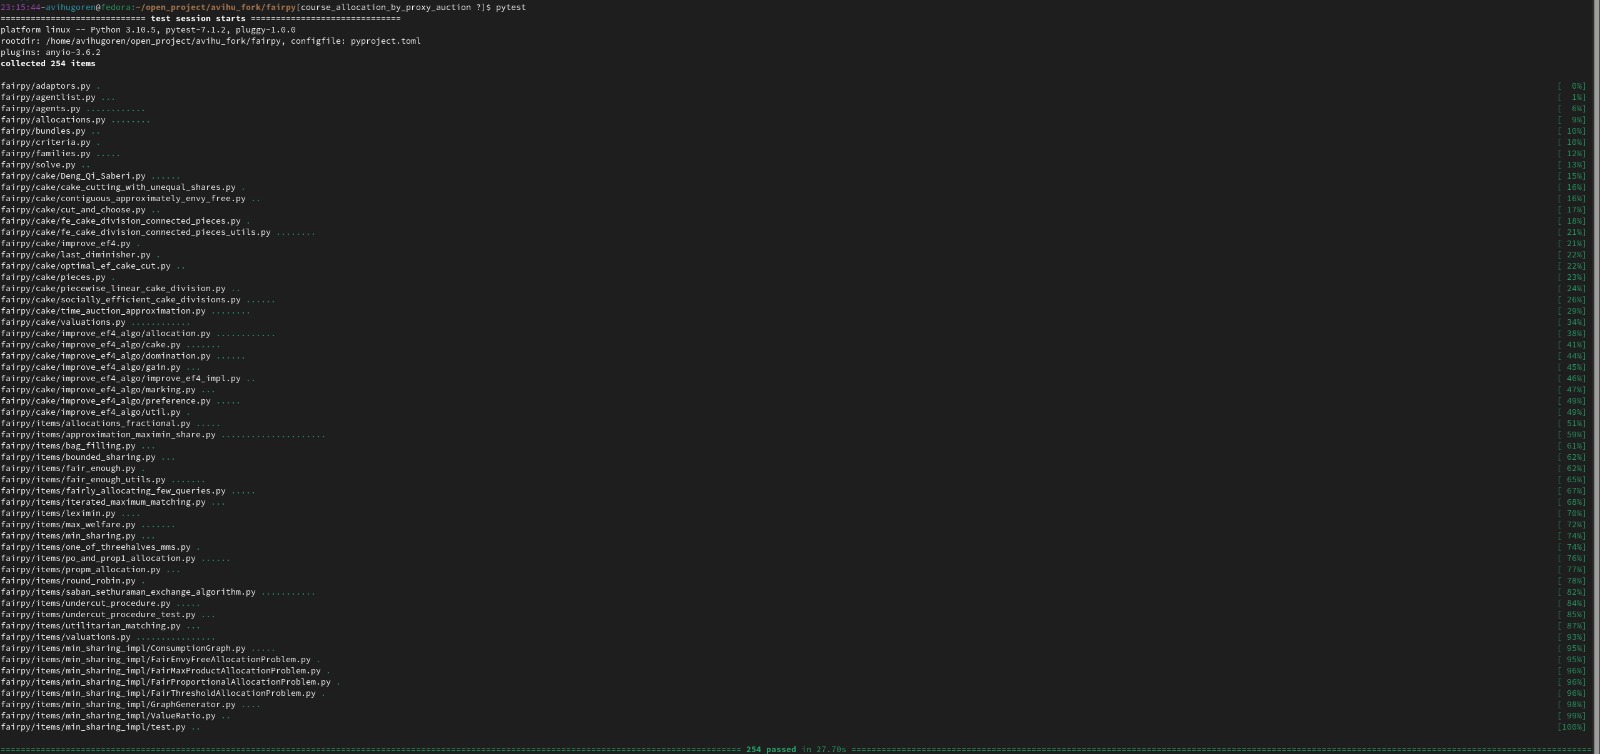 23:15:44-avihugoren@fedora:~/open_project/avihu_fork/fairpy[course_allocation_by_proxy_auction ?]$ pytest
============================= test session starts ==============================
platform linux -- Python 3.10.5, pytest-7.1.2, pluggy-1.0.0
rootdir: /home/avihugoren/open_project/avihu_fork/fairpy, configfile: pyproject.toml
plugins: anyio-3.6.2
collected 254 items
fairpy/adaptors.py . [ 0%]
fairpy/agentlist.py ... [ 1%]
fairpy/agents.py ............ [ 6%]
fairpy/allocations.py ........ [ 9%]
fairpy/bundles.py .. [ 10%]
fairpy/criteria.py . [ 10%]
fairpy/families.py ..... [ 12%]
fairpy/solve.py .. [ 13%]
fairpy/cake/Deng_Qi_Saberi.py ...... [ 15%]
fairpy/cake/cake_cutting_with_unequal_shares.py . [ 16%]
fairpy/cake/contiguous_approximately_envy_free.py .. [ 16%]
fairpy/cake/cut_and_choose.py .. [ 17%]
fairpy/cake/fe_cake_division_connected_pieces.py . [ 18%]
fairpy/cake/fe_cake_division_connected_pieces_utils.py ........ [ 21%]
fairpy/cake/improve_ef4.py . [ 21%]
fairpy/cake/last_diminisher.py . [ 22%]
fairpy/cake/optimal_ef_cake_cut.py .. [ 22%]
fairpy/cake/pieces.py . [ 23%]
fairpy/cake/piecewise_linear_cake_division.py .. [ 24%]
fairpy/cake/socially_efficient_cake_divisions.py ...... [ 26%]
fairpy/cake/time_auction_approximation.py ........ [ 29%]
fairpy/cake/valuations.py ............ [ 34%]
fairpy/cake/improve_ef4_algo/allocation.py ............ [ 38%]
fairpy/cake/improve_ef4_algo/cake.py ....... [ 41%]
fairpy/cake/improve_ef4_algo/domination.py ...... [ 44%]
fairpy/cake/improve_ef4_algo/gain.py ... [ 45%]
fairpy/cake/improve_ef4_algo/improve_ef4_impl.py .. [ 46%]
fairpy/cake/improve_ef4_algo/marking.py ... [ 47%]
fairpy/cake/improve_ef4_algo/preference.py ..... [ 49%]
fairpy/cake/improve_ef4_algo/util.py . [ 49%]
fairpy/items/allocations_fractional.py ..... [ 51%]
fairpy/items/approximation_maximin_share.py ..................... [ 59%]
fairpy/items/bag_filling.py ... [ 61%]
fairpy/items/bounded_sharing.py ... [ 62%]
fairpy/items/fair_enough.py . [ 62%]
fairpy/items/fair_enough_utils.py ....... [ 65%]
fairpy/items/fairly_allocating_few_queries.py ..... [ 67%]
fairpy/items/iterated_maximum_matching.py ... [ 68%]
fairpy/items/leximin.py .... [ 70%]
fairpy/items/max_welfare.py ....... [ 72%]
fairpy/items/min_sharing.py ... [ 74%]
fairpy/items/one_of_threehalves_mms.py . [ 74%]
fairpy/items/po_and_prop1_allocation.py ...... [ 76%]
fairpy/items/propm_allocation.py ... [ 77%]
fairpy/items/round_robin.py . [ 78%]
fairpy/items/saban_sethuraman_exchange_algorithm.py ........... [ 82%]
fairpy/items/undercut_procedure.py ..... [ 84%]
fairpy/items/undercut_procedure_test.py ... [ 85%]
fairpy/items/utilitarian_matching.py ... [ 87%]
fairpy/items/valuations.py ................ [ 93%]
fairpy/items/min_sharing_impl/ConsumptionGraph.py ..... [ 95%]
fairpy/items/min_sharing_impl/FairEnvyFreeAllocationProblem.py . [ 95%]
fairpy/items/min_sharing_impl/FairMaxProductAllocationProblem.py . [ 96%]
fairpy/items/min_sharing_impl/FairProportionalAllocationProblem.py . [ 96%]
fairpy/items/min_sharing_impl/FairThresholdAllocationProblem.py . [ 96%]
fairpy/items/min_sharing_impl/GraphGenerator.py .... [ 98%]
fairpy/items/min_sharing_impl/ValueRatio.py .. [ 99%]
fairpy/items/min_sharing_impl/test.py .. [100%]
============================= 254 passed in 27.70s =============================